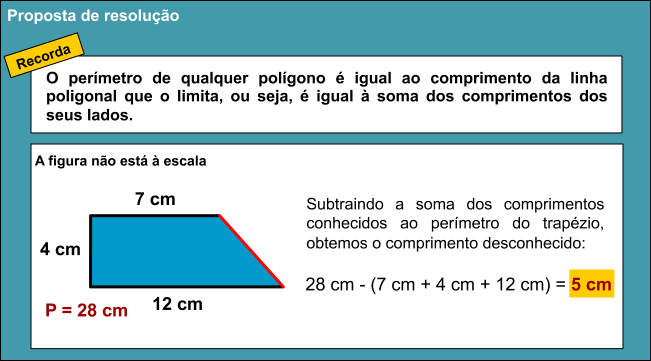 Proposta de resolução
Recorda
O perímetro de qualquer polígono é igual ao comprimento da linha
poligonal que o limita, ou seja, é igual à soma dos comprimentos dos
seus lados.
A figura não está à escala
7 cm
4 cm
12 cm
P = 28 cm
Subtraindo a soma dos comprimentos
conhecidos ao perímetro do trapézio,
obtemos o comprimento desconhecido:
28 cm - (7 cm + 4 cm + 12 cm) = 5 cm